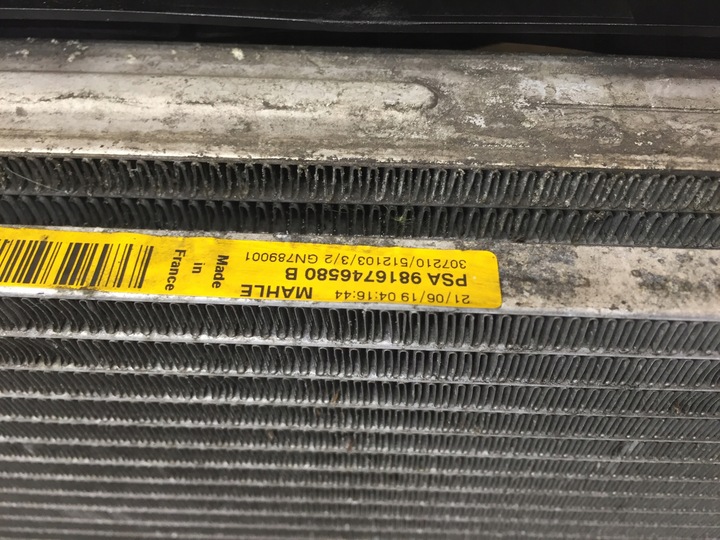 21/06/19 04:16:44 MAHLE
PSA 9816746580 B
307210/512103/3/2 GN789001
Made
in
France